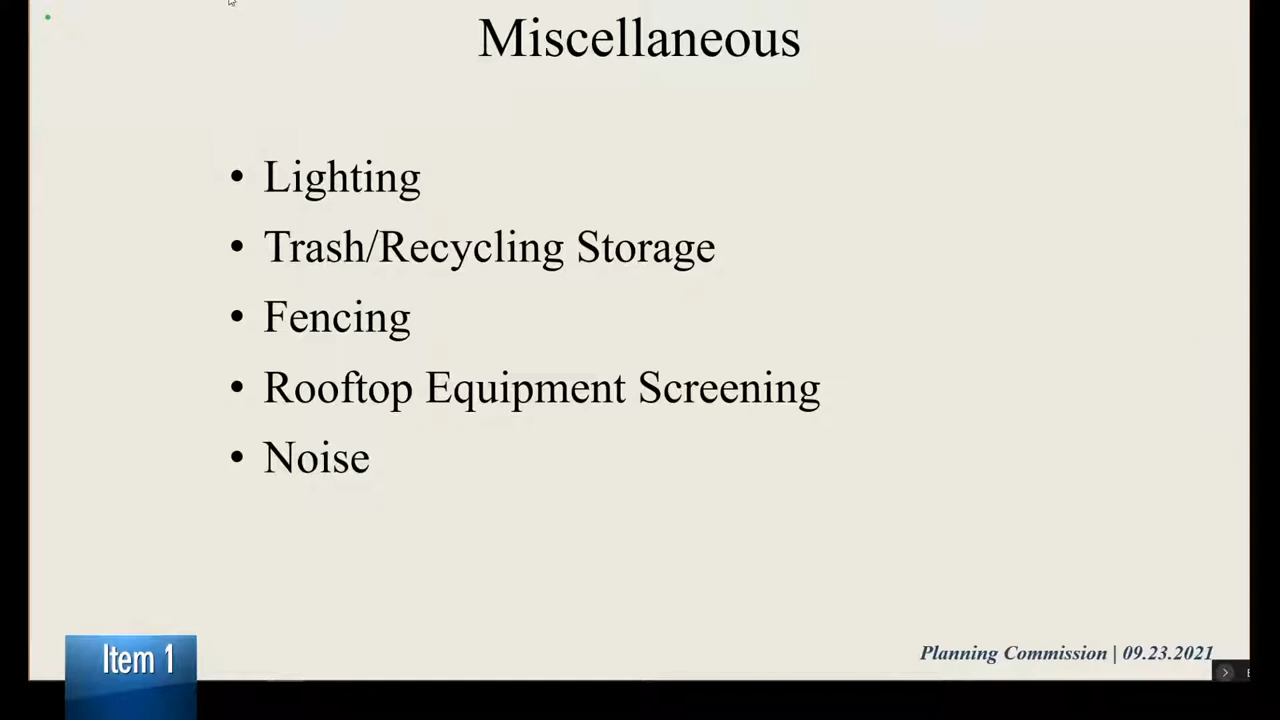 Miscellaneous
• Lighting
• Trash/Recycling Storage
• Fencing
• Rooftop Equipment Screening
• Noise
Planning Commission | 09.23.2021
Item 1